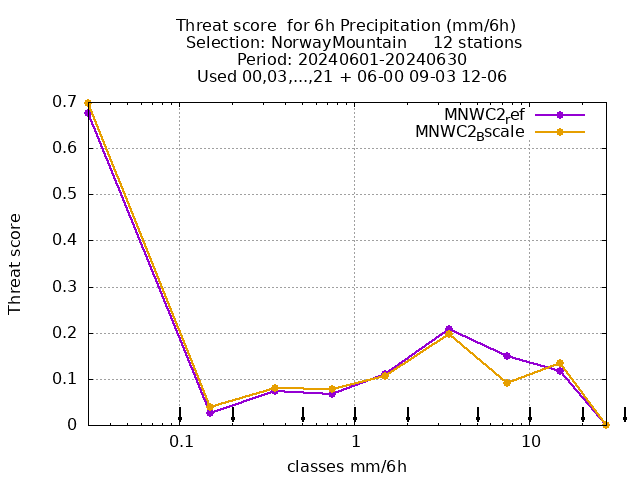 Threat score  for 6h Precipitation (mm/6h)
Selection: NorwayMountain     12 stations
Period: 20240601-20240630
Used 00,03,...,21 + 06-00 09-03 12-06
MNWC2ref
MNWC2Bscale
0.7
0.6
0.5
0.4
0.3
0.2
0.1
0
Threat score
0.1 1 10
classes mm/6h